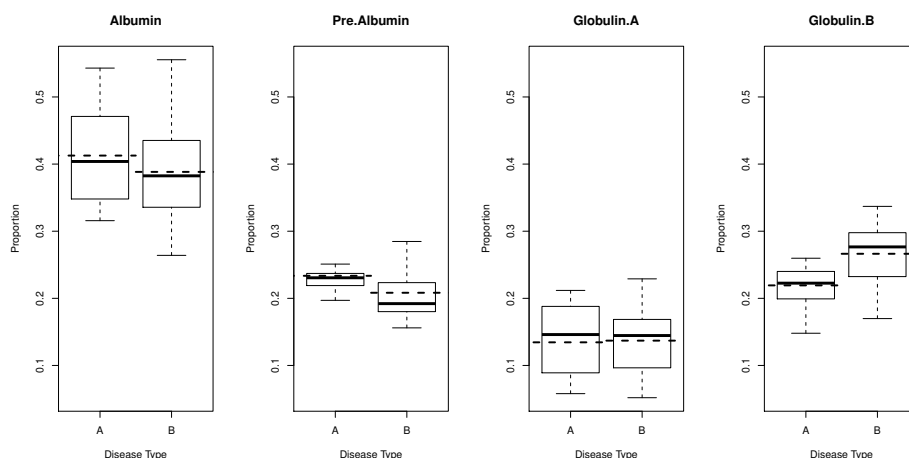 Albumin
Proportion
0.5
0.4
0.3
0.2
0.1
A B
Disease Type
Pre.Albumin
Proportion
0.5
0.4
0.3
0.2
0.1
A B
Disease Type
Globulin.A
Proportion
0.5
0.4
0.3
0.2
0.1
A B
Disease Type
Globulin.B
Proportion
0.5
0.4
0.3
0.2
0.1
A B
Disease Type